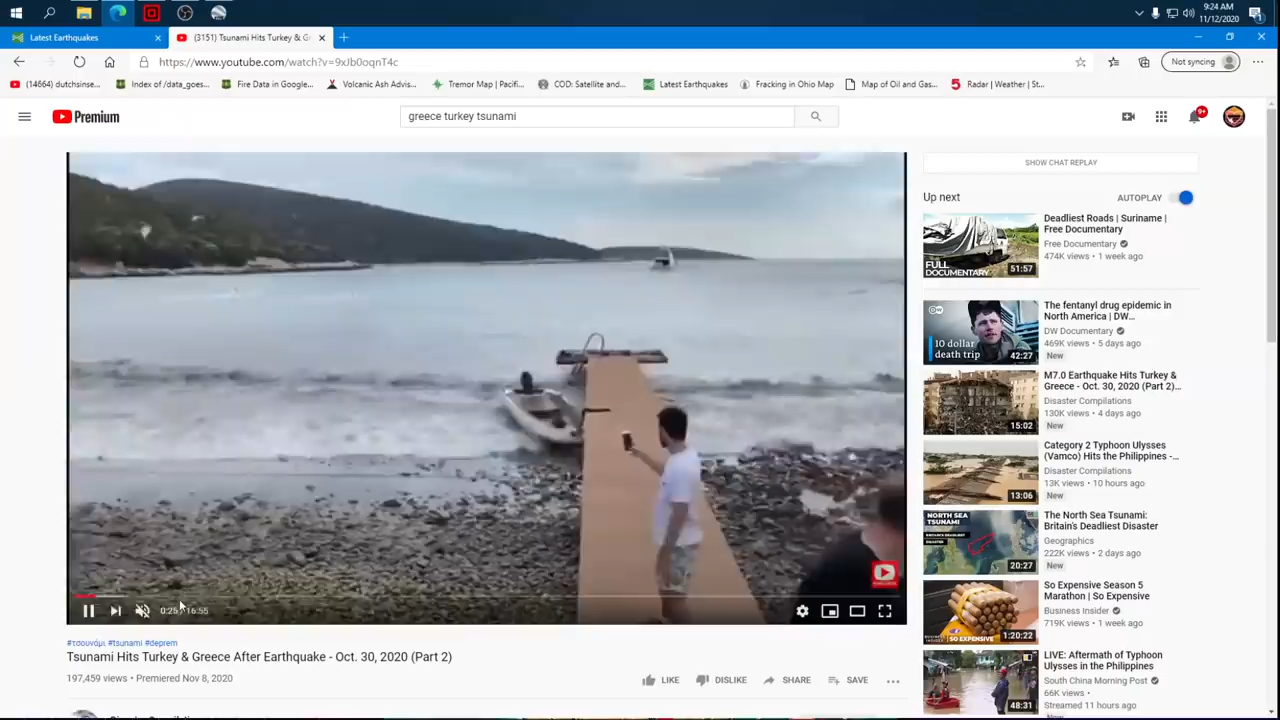 9:24 AM
11/12/2020
Latest Earthquakes
(3151) Tsunami Hits Turkey & Gr
https://www.youtube.com/watch?v=9xJb0oqnT4c
Not syncing
(14664) dutchsinse...
Index of /data_goes...
Fire Data in Google...
Volcanic Ash Advis...
Tremor Map | Pacifi...
COD: Satellite and...
Latest Earthquakes
Fracking in Ohio Map
Map of Oil and Gas...
Radar | Weather | St...
Premium
greece turkey tsunami
9+
SHOW CHAT REPLAY
Up next
AUTOPLAY
Deadliest Roads | Suriname |
Free Documentary
Free Documentary
474K views • 1 week ago
FULL
DOCUMENTARY
51:57
The fentanyl drug epidemic in
North America | DW...
DW Documentary
469K views • 5 days ago
New
10 dollar
death trip
42:27
M7.0 Earthquake Hits Turkey &
Greece - Oct. 30, 2020 (Part 2)...
Disaster Compilations
130K views • 4 days ago
New
15:02
Category 2 Typhoon Ulysses
(Vamco) Hits the Philippines -...
Disaster Compilations
13K views • 10 hours ago
New
13:06
The North Sea Tsunami:
Britain's Deadliest Disaster
Geographics
222K views • 2 days ago
New
NORTH SEA
TSUNAMI
20:27
So Expensive Season 5
Marathon | So Expensive
Business Insider
719K views • 1 week ago
SO EXPENSIVE
1:20:22
LIVE: Aftermath of Typhoon
Ulysses in the Philippines
South China Morning Post
66K views •
Streamed 11 hours ago
48:31
0:25 / 16:55
#τσουνάμι #tsunami #deprem
Tsunami Hits Turkey & Greece After Earthquake - Oct. 30, 2020 (Part 2)
197,459 views • Premiered Nov 8, 2020
LIKE
DISLIKE
SHARE
SAVE